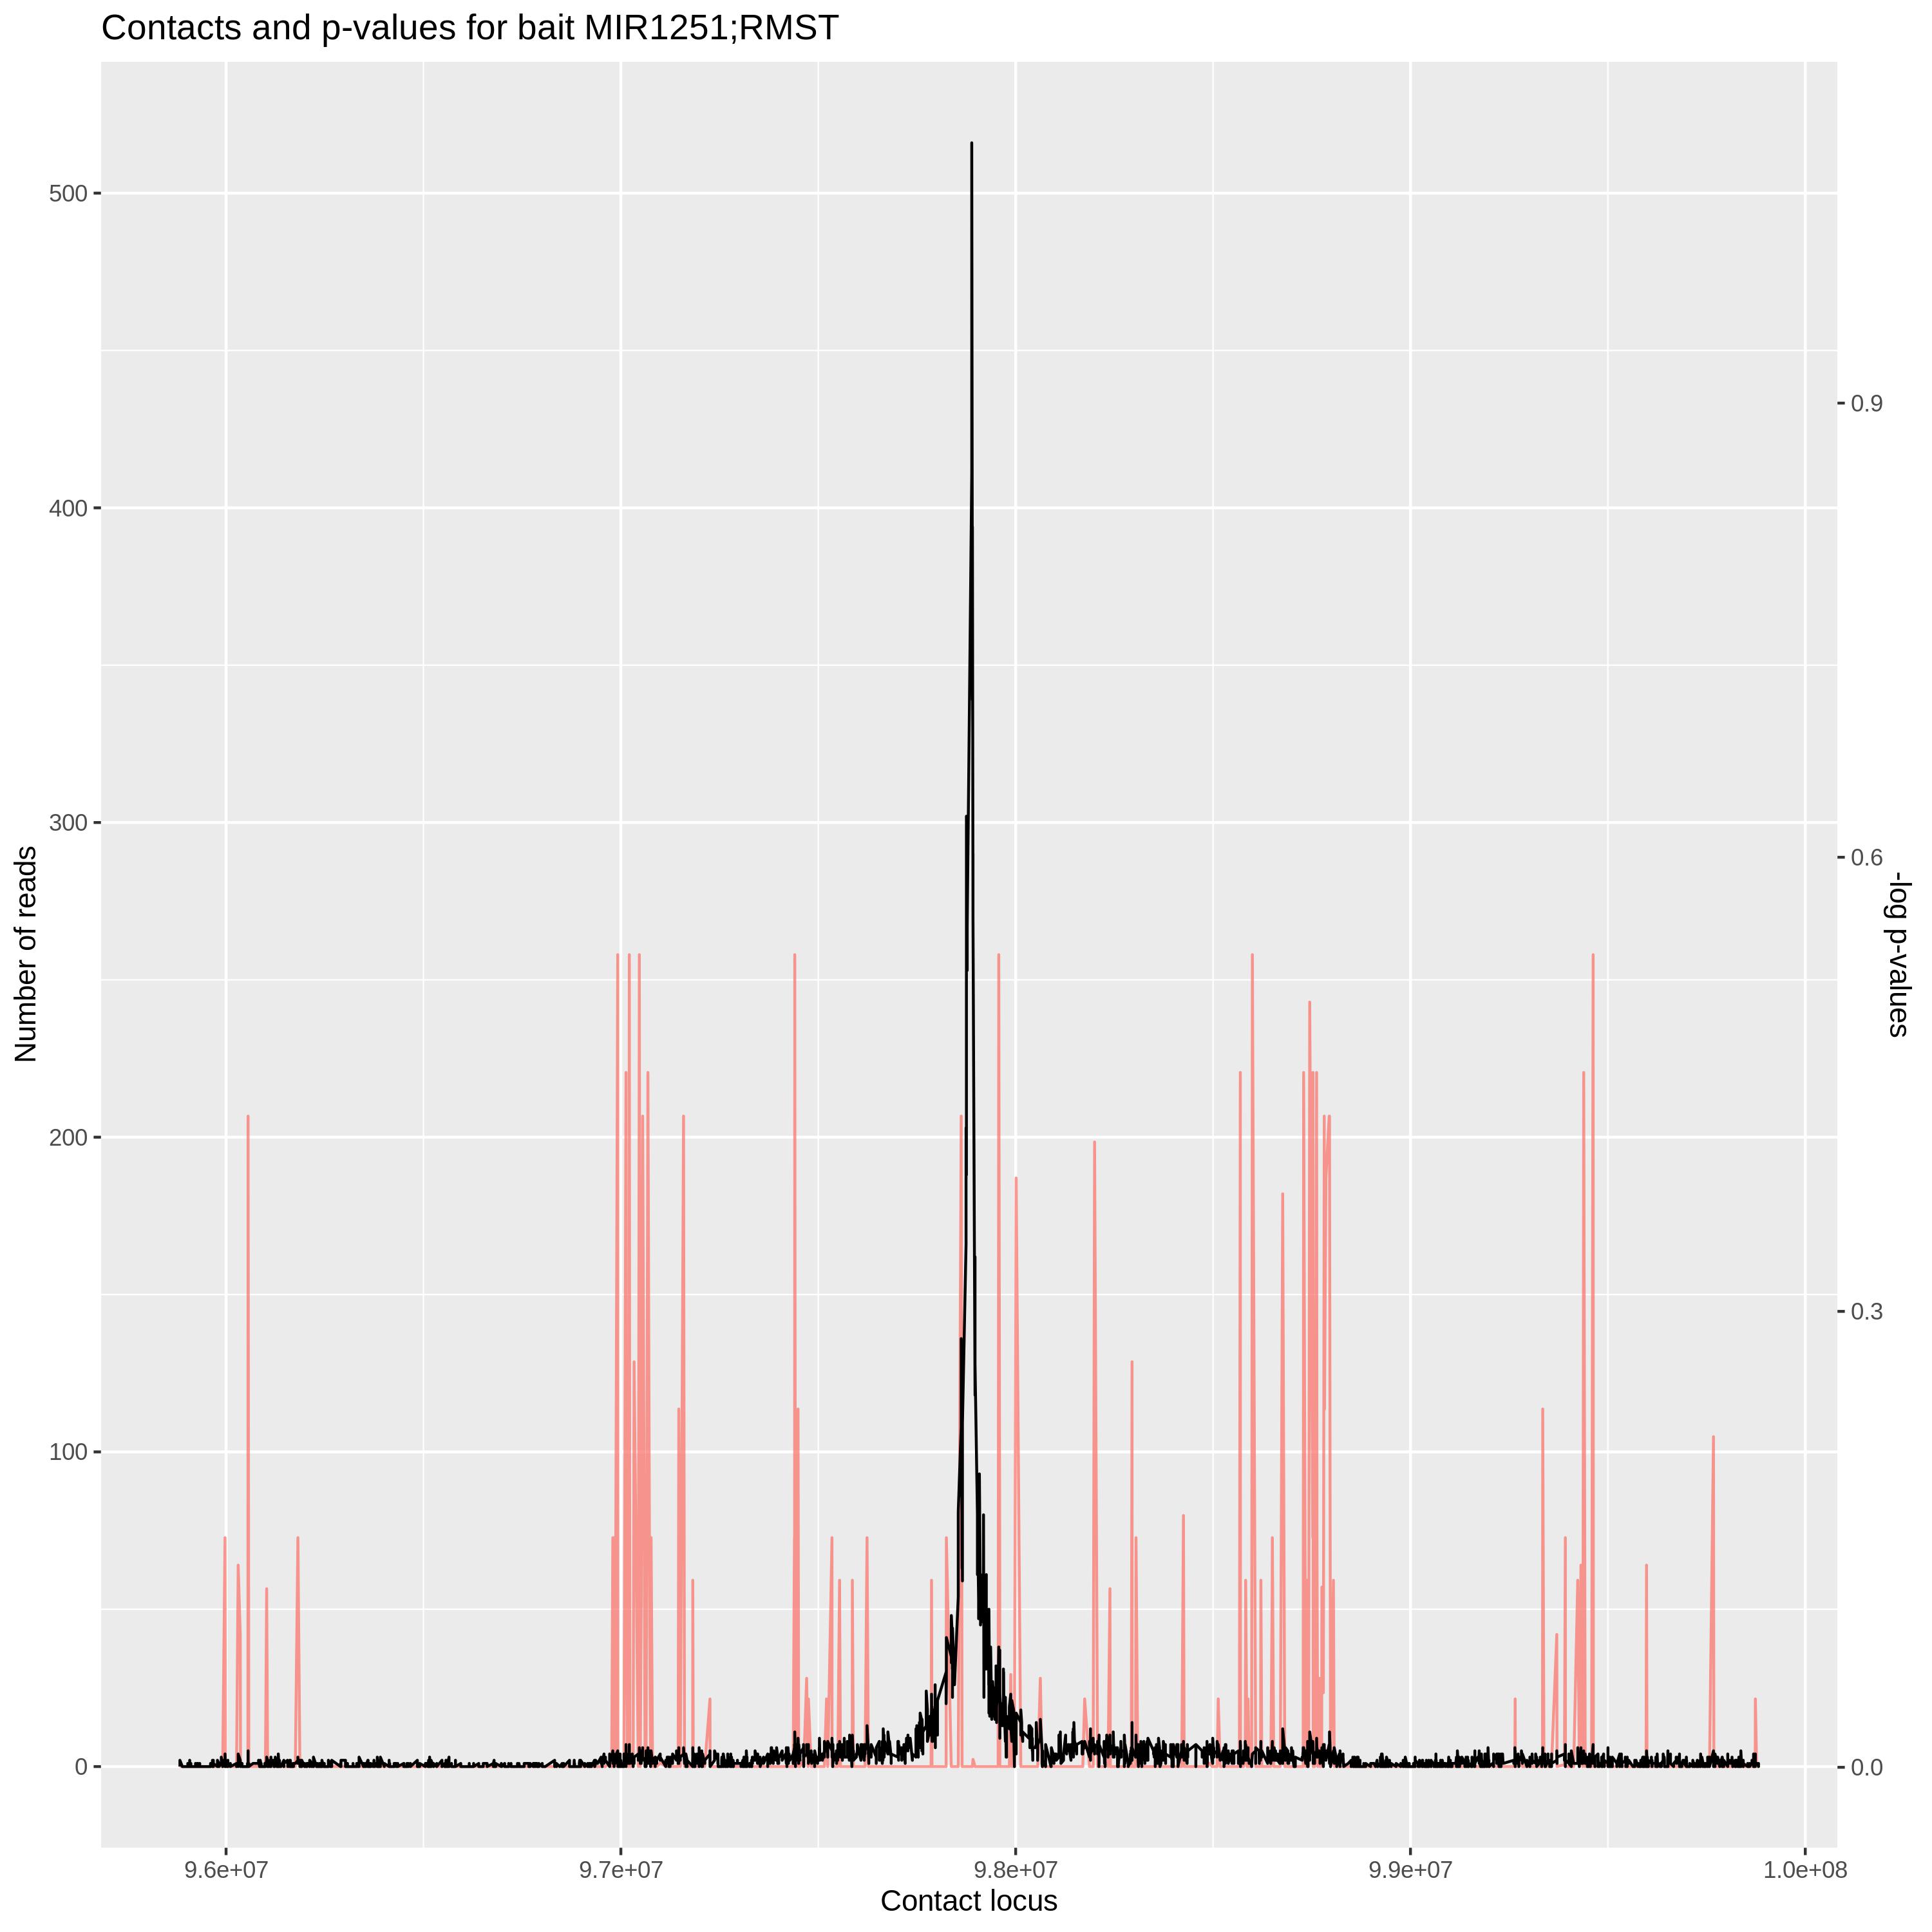 Contacts and p-values for bait MIR1251;RMST
500
400
300
200
100
0
Number of reads
0.9
0.6
0.3
0.0
-log p-values
9.6e+07
9.7e+07
9.8e+07
9.9e+07
1.0e+08
Contact locus